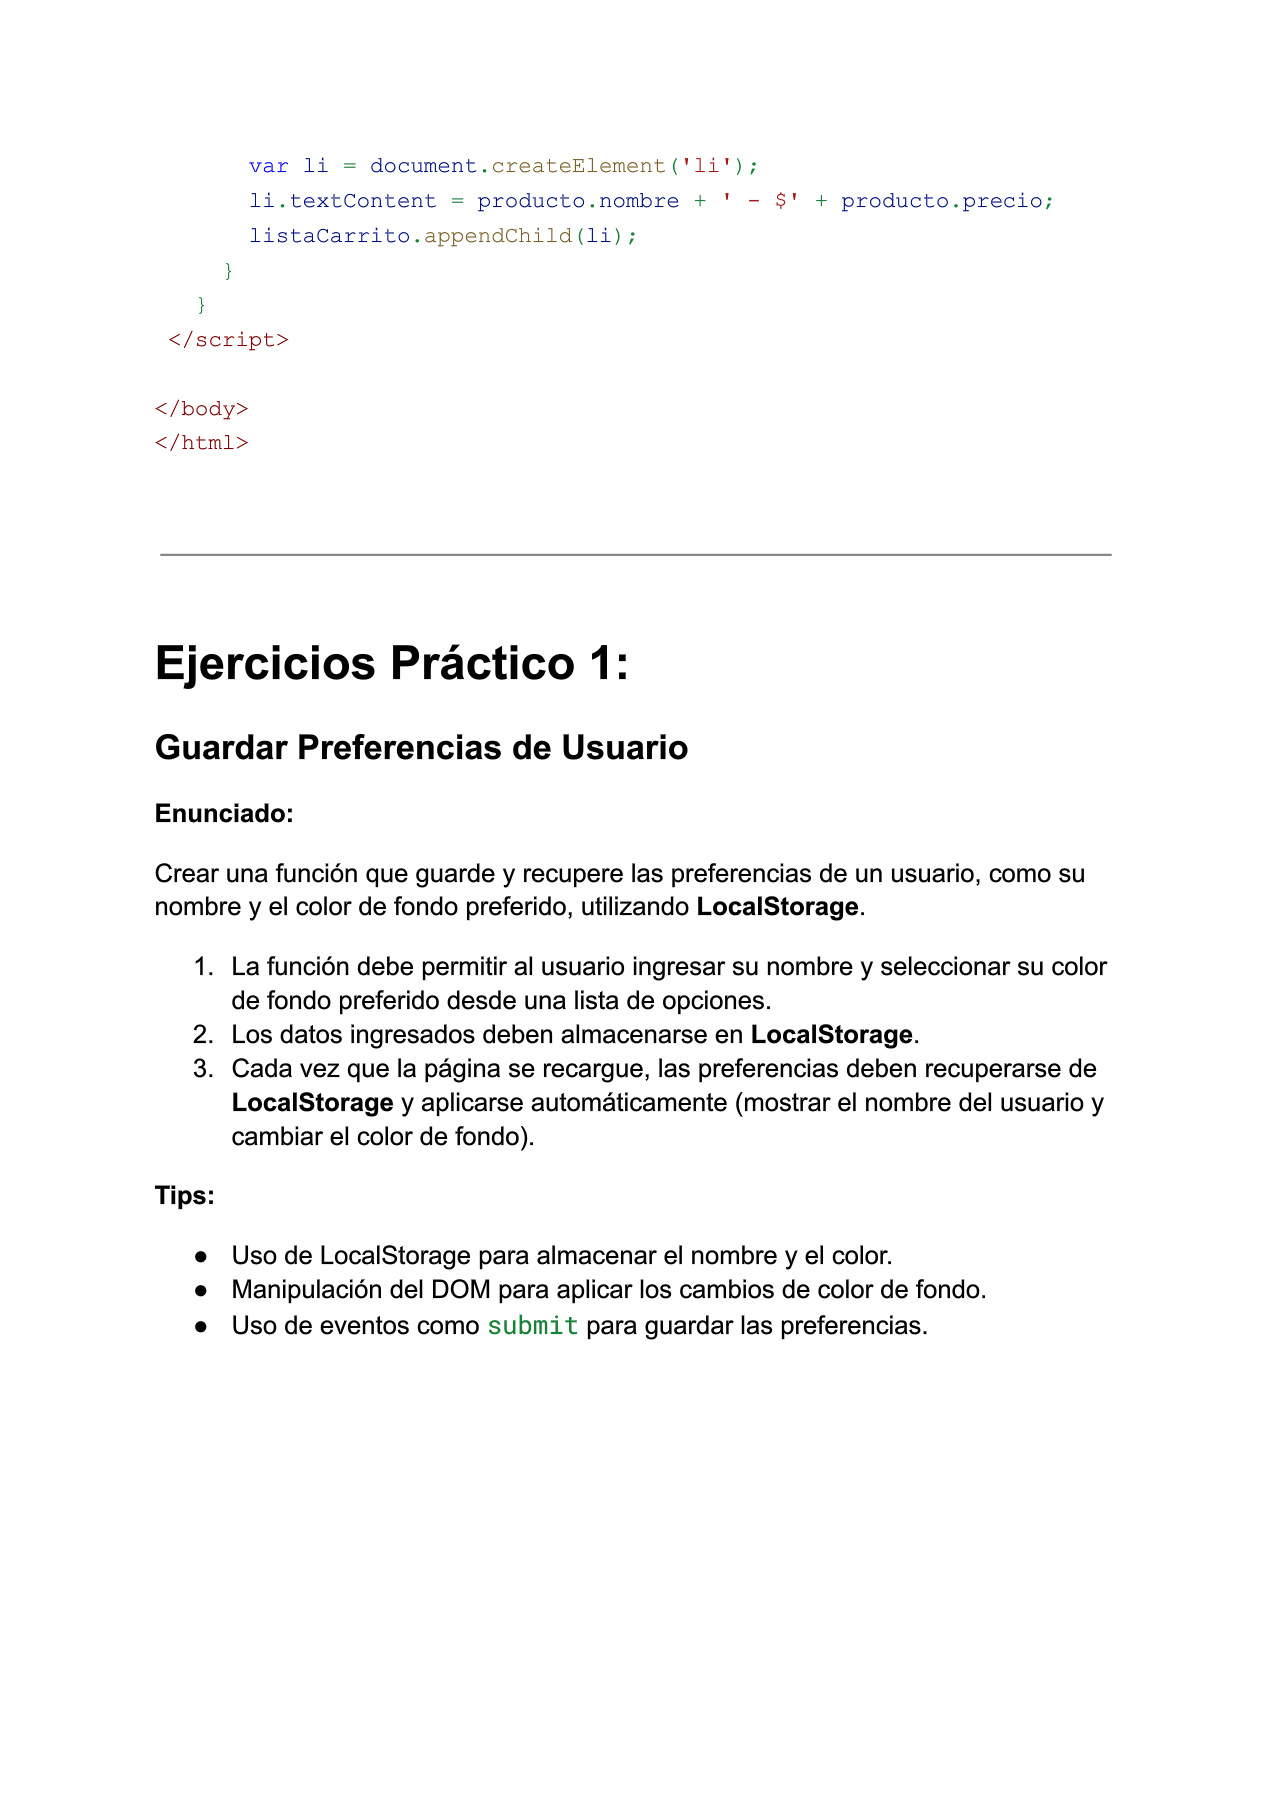 var li = document.createElement('li');
li.textContent = producto.nombre + ' - $' + producto.precio;
listaCarrito.appendChild(li);
}
}
</script>
</body>
</html>
Ejercicios Práctico 1:
Guardar Preferencias de Usuario
Enunciado:
Crear una función que guarde y recupere las preferencias de un usuario, como su
nombre y el color de fondo preferido, utilizando LocalStorage.
1. La función debe permitir al usuario ingresar su nombre y seleccionar su color
de fondo preferido desde una lista de opciones.
2. Los datos ingresados deben almacenarse en LocalStorage.
3. Cada vez que la página se recargue, las preferencias deben recuperarse de
LocalStorage y aplicarse automáticamente (mostrar el nombre del usuario y
cambiar el color de fondo).
Tips:
● Uso de LocalStorage para almacenar el nombre y el color.
● Manipulación del DOM para aplicar los cambios de color de fondo.
● Uso de eventos como submit para guardar las preferencias.